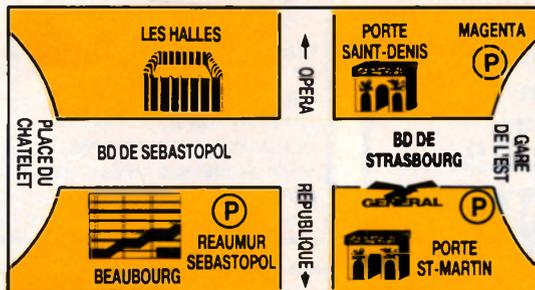 LES HALLES
PORTE
SAINT-DENIS
MAGENTA
P
OPERA
PLACE DU
CHATELET
BD DE SEBASTOPOL
BD DE
STRASBOURG
GARE
DE L'EST
REPUBLIQUE
GENERAL
P
REAUMUR
SEBASTOPOL
BEAUBOURG
P
PORTE
ST-MARTIN